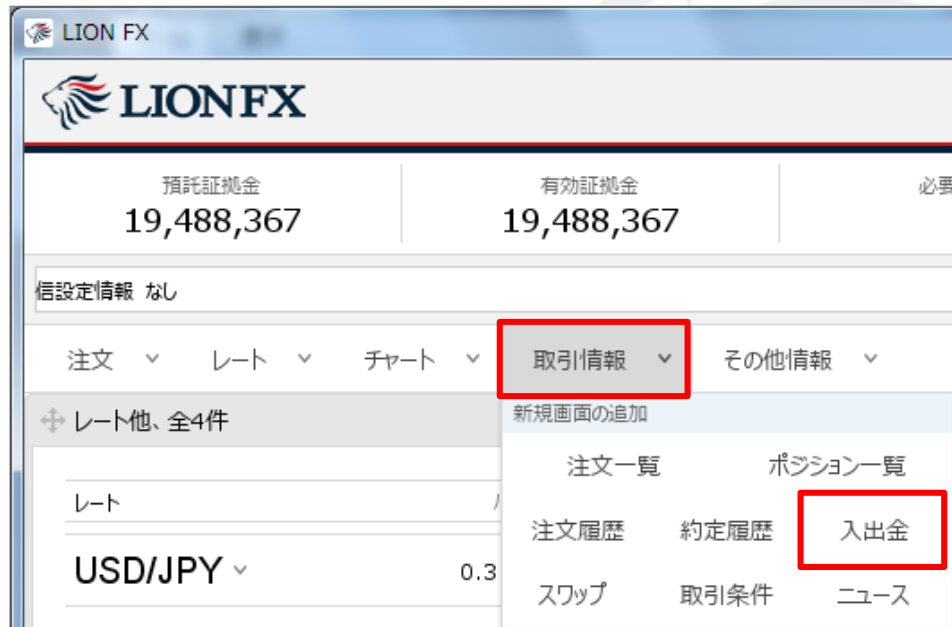 LION FX
LION FX
預託証拠金 有効証拠金 必要
19,488,367 19,488,367
信設定情報 なし
注文 レート チャート 取引情報 その他情報
レート他、全4件
新規画面の追加
注文一覧 ポジション一覧
レート
注文履歴 約定履歴 入出金
USD/JPY 0.3
スワップ 取引条件 ニュース